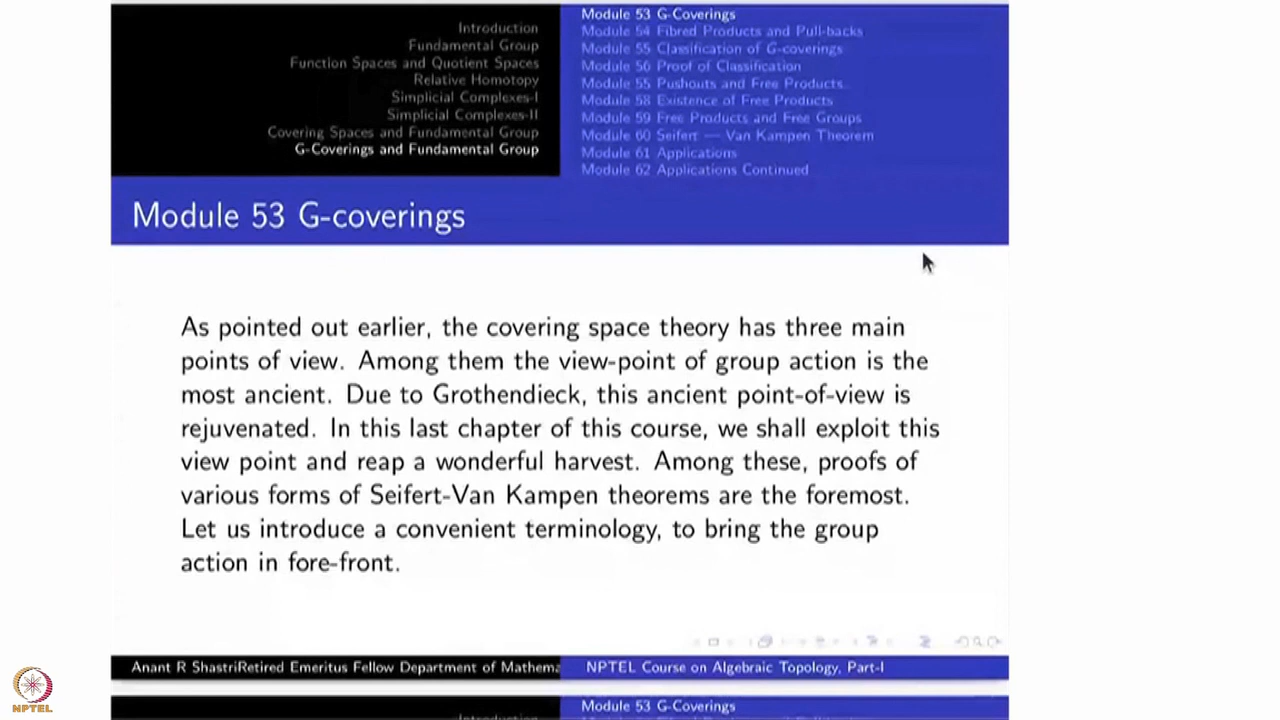 Introduction
Fundamental Group
Function Spaces and Quotient Spaces
Relative Homotopy
Simplicial Complexes-I
Simplicial Complexes-II
Covering Spaces and Fundamental Group
G-Coverings and Fundamental Group
Module 53 G-Coverings
Module 54 Fibred Products and Pull-backs
Module 55 Classification of G-coverings
Module 56 Proof of Classification
Module 55 Pushouts and Free Products
Module 58 Existence of Free Products
Module 59 Free Products and Free Groups
Module 60 Seifert — Van Kampen Theorem
Module 61 Applications
Module 62 Applications Continued
Module 53 G-coverings
As pointed out earlier, the covering space theory has three main
points of view. Among them the view-point of group action is the
most ancient. Due to Grothendieck, this ancient point-of-view is
rejuvenated. In this last chapter of this course, we shall exploit this
view point and reap a wonderful harvest. Among these, proofs of
various forms of Seifert-Van Kampen theorems are the foremost.
Let us introduce a convenient terminology, to bring the group
action in fore-front.
Anant R ShastriRetired Emeritus Fellow Department of Mathema
NPTEL Course on Algebraic Topology, Part-I
NPTEL
Module 53 G-Coverings